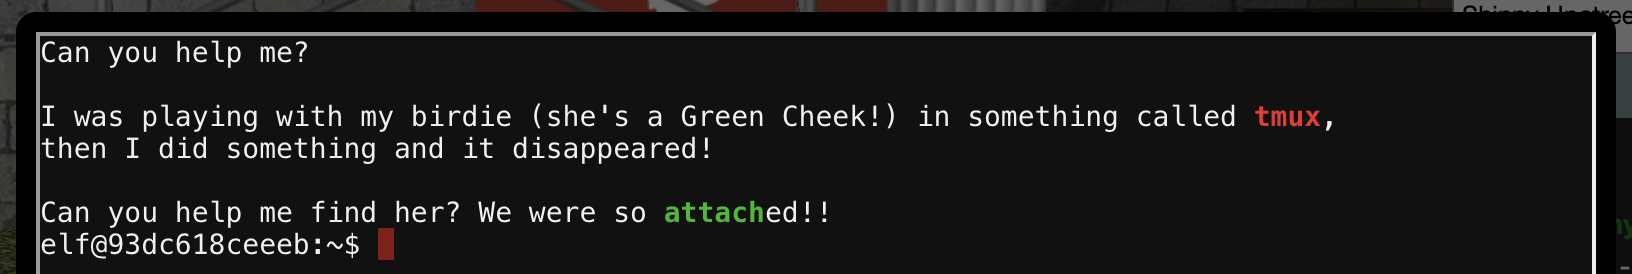 Can you help me?
I was playing with my birdie (she's a Green Cheek!) in something called tmux,
then I did something and it disappeared!
Can you help me find her? We were so attached!!
elf@93dc618ceeeb:~$